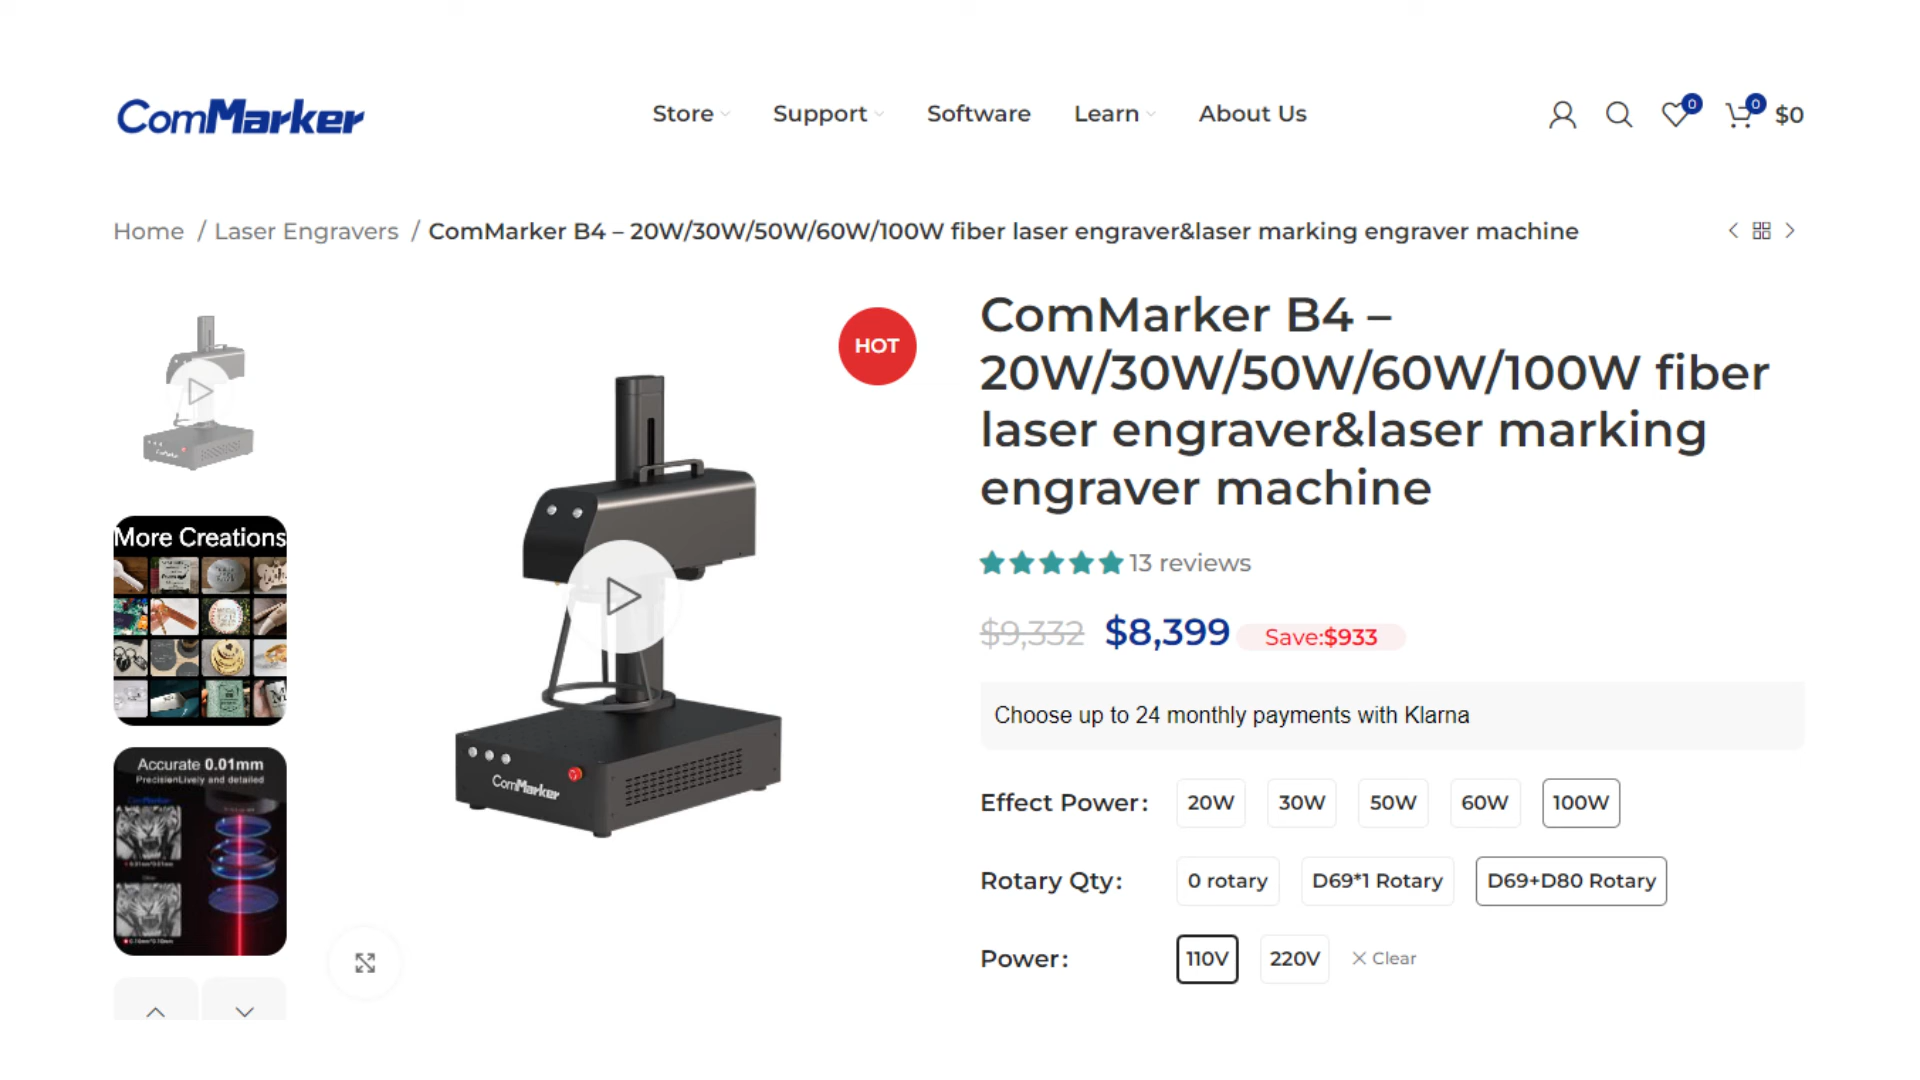 ComMarker
Store
Support
Software
Learn
About Us
0
0
$0
Home / Laser Engravers / ComMarker B4 – 20W/30W/50W/60W/100W fiber laser engraver&laser marking engraver machine
HOT
ComMarker
More Creations
Accurate 0.01mm
PrecisionLively and detailed
ComMarker
ComMarker B4 –
20W/30W/50W/60W/100W fiber
laser engraver&laser marking
engraver machine
13 reviews
$9,332 $8,399 Save:$933
Choose up to 24 monthly payments with Klarna
Effect Power: 20W 30W 50W 60W 100W
Rotary Qty: 0 rotary D69*1 Rotary D69+D80 Rotary
Power: 110V 220V Clear